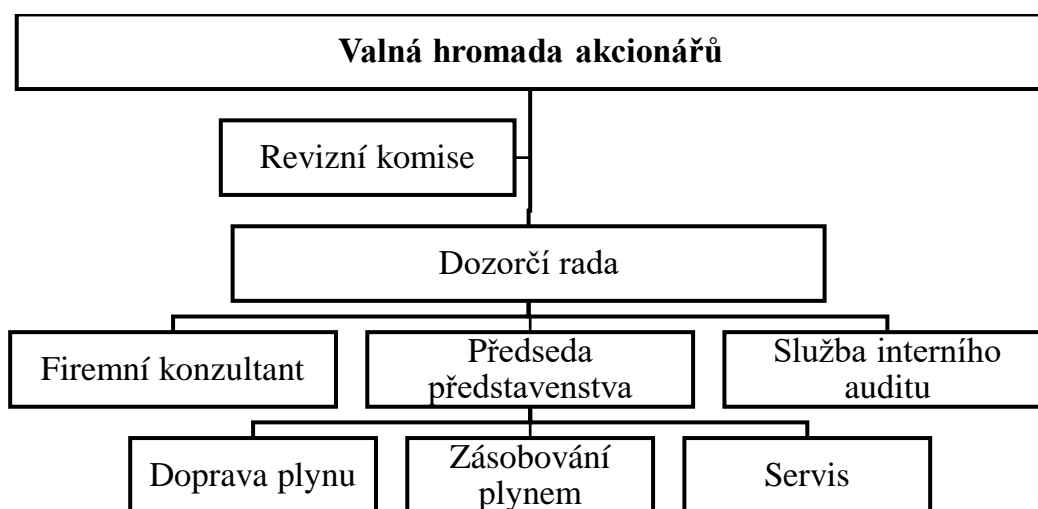 Valná hromada akcionářů
Revizní komise
Dozorčí rada
Firemní konzultant
Předseda
představenstva
Služba interního
auditu
Doprava plynu
Zásobování
plynem
Servis